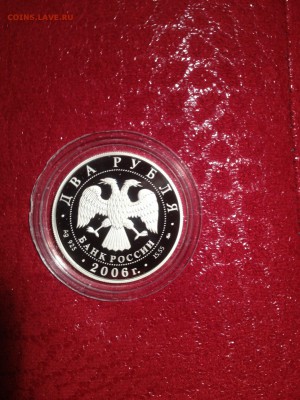 COINS.LAVE.RU
ДВА РУБЛЯ
БАНК РОССИИ
Ag 925
15.55
2006г.